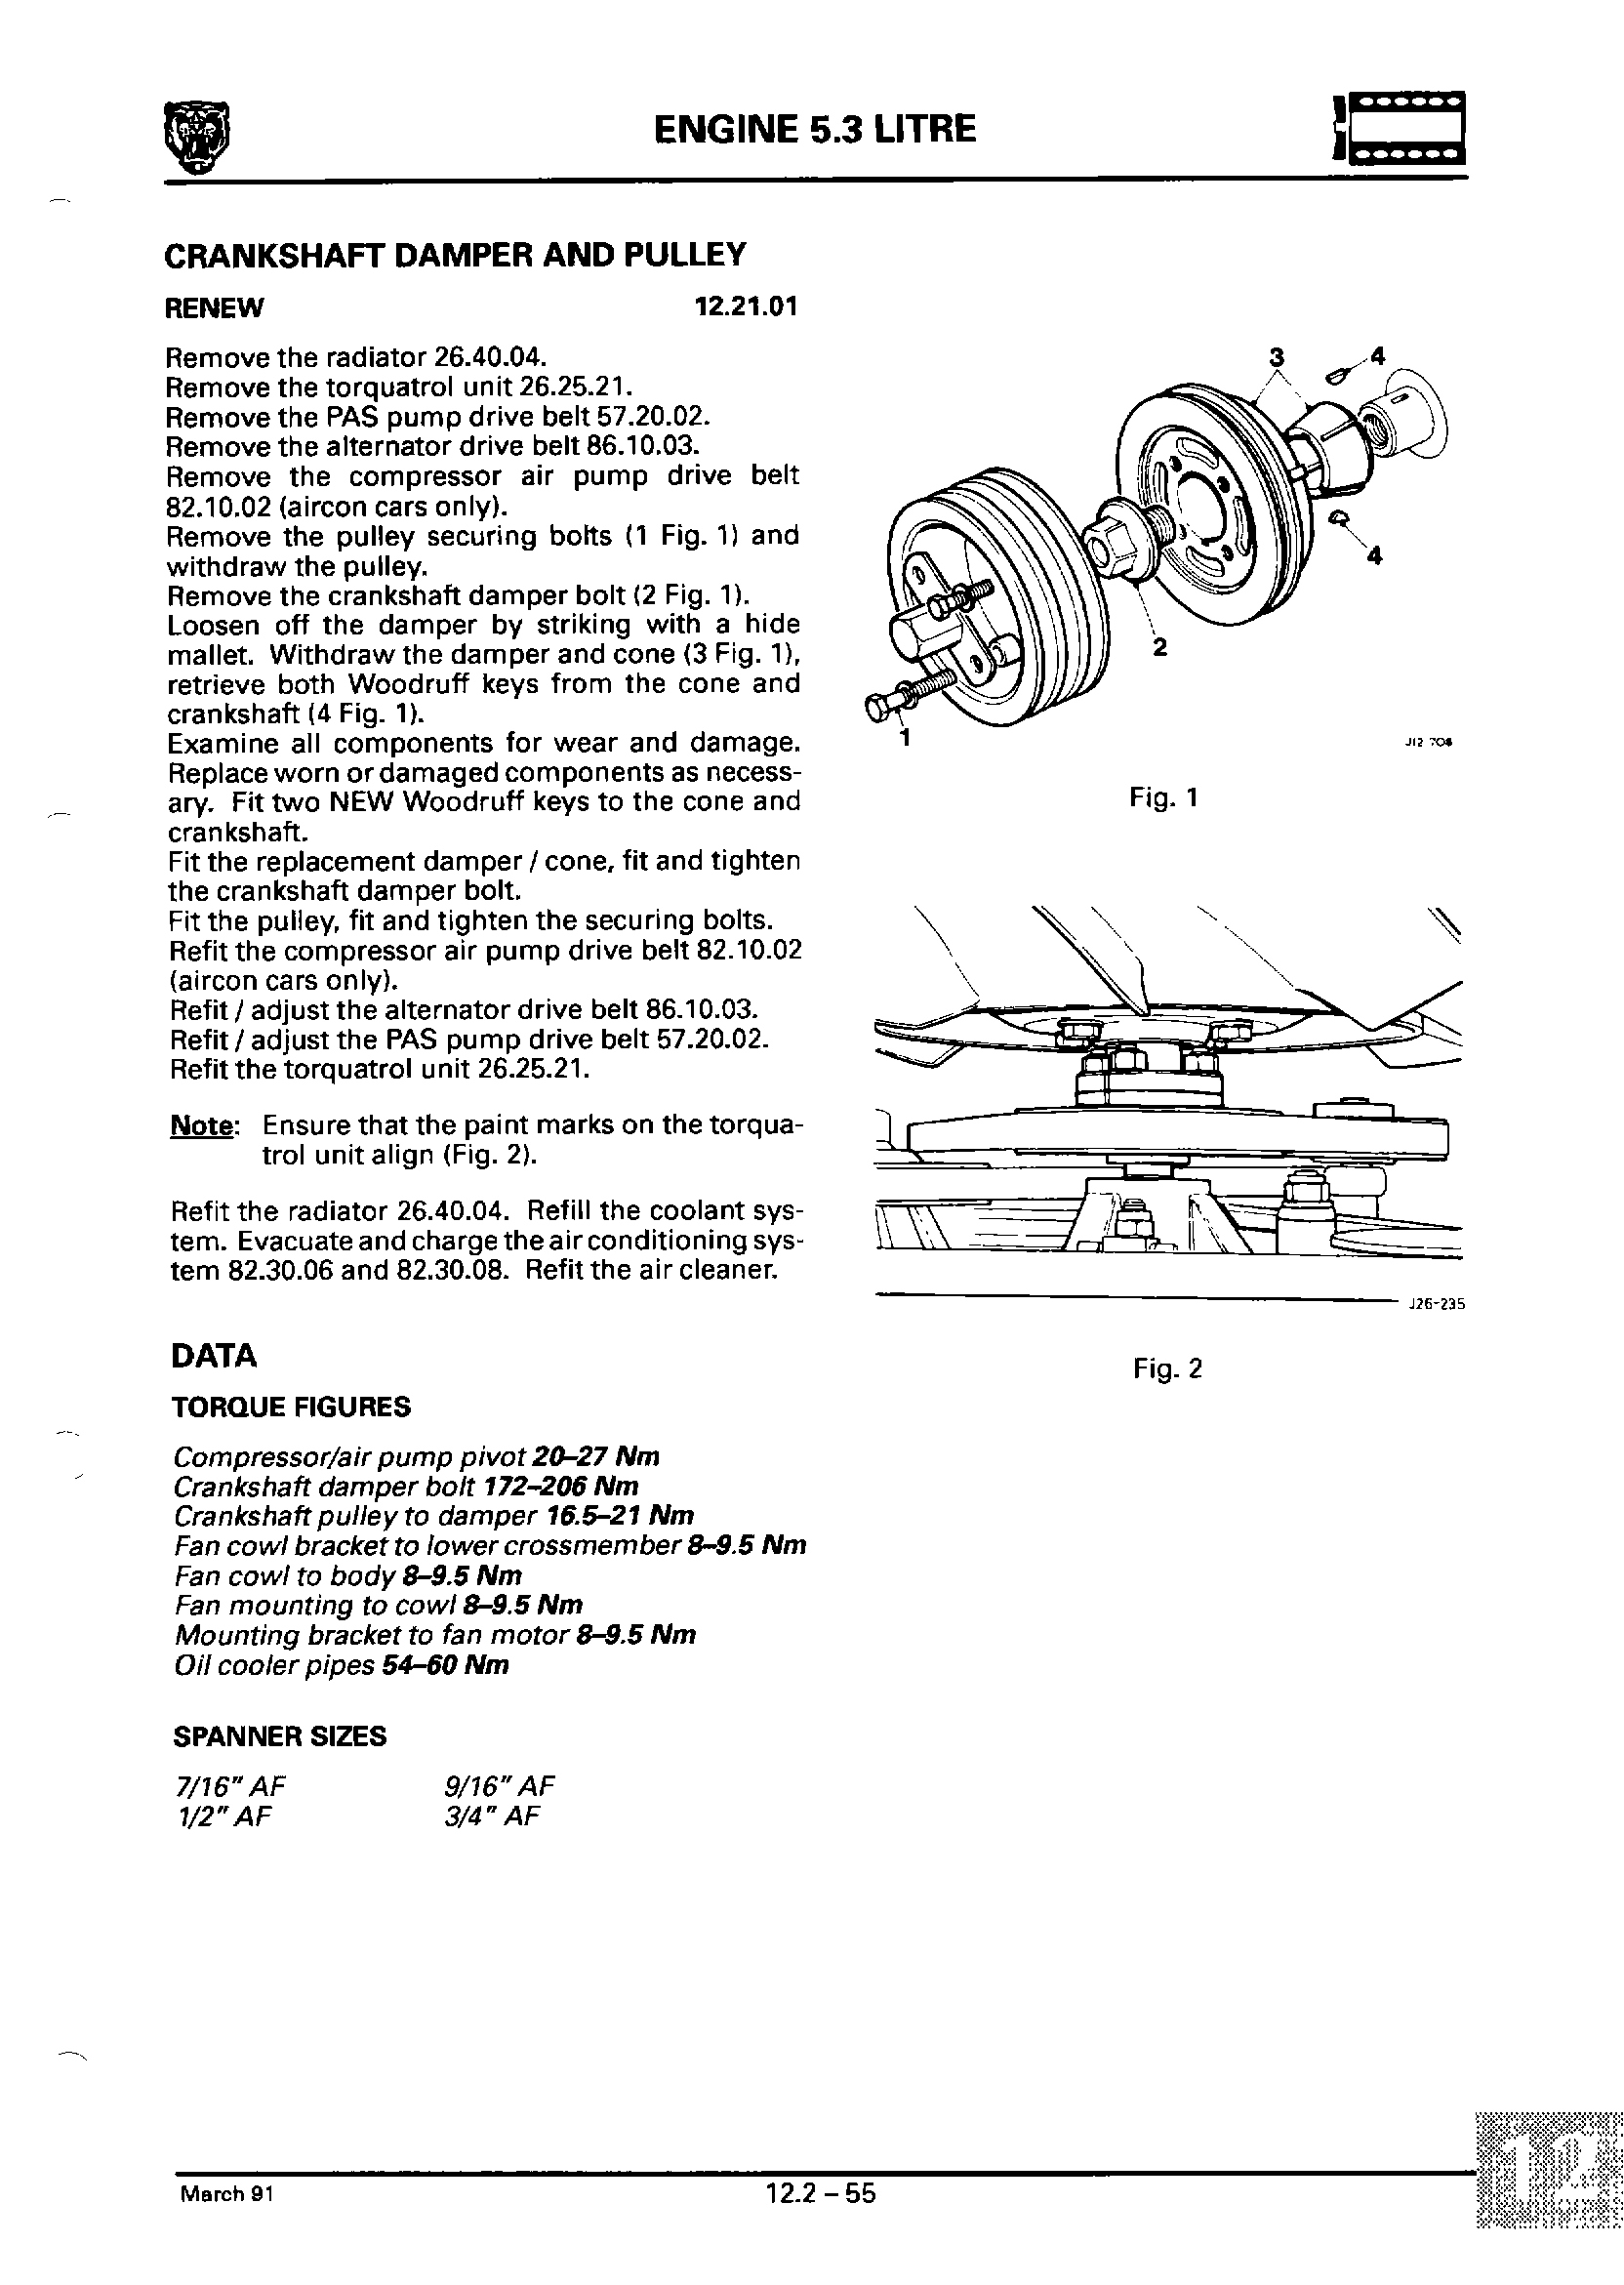 ENGINE 5.3 LITRE
CRANKSHAFT DAMPER AND PULLEY
RENEW 12.21.01
Remove the radiator 26.40.04.
Remove the torquatrol unit 26.25.21.
Remove the PAS pump drive belt 57.20.02.
Remove the alternator drive belt 86.10.03.
Remove the compressor air pump drive belt
82.10.02 (aircon cars only).
Remove the pulley securing bolts (1 Fig. 1) and
withdraw the pulley.
Remove the crankshaft damper bolt (2 Fig. 1).
Loosen off the damper by striking with a hide
mallet. Withdraw the damper and cone (3 Fig. 1),
retrieve both Woodruff keys from the cone and
crankshaft (4 Fig. 1).
Examine all components for wear and damage.
Replace worn or damaged components as necess-
ary. Fit two NEW Woodruff keys to the cone and
crankshaft.
Fit the replacement damper / cone, fit and tighten
the crankshaft damper bolt.
Fit the pulley, fit and tighten the securing bolts.
Refit the compressor air pump drive belt 82.10.02
(aircon cars only).
Refit / adjust the alternator drive belt 86.10.03.
Refit / adjust the PAS pump drive belt 57.20.02.
Refit the torquatrol unit 26.25.21.
Note: Ensure that the paint marks on the torqua-
trol unit align (Fig. 2).
Refit the radiator 26.40.04. Refill the coolant sys-
tem. Evacuate and charge the air conditioning sys-
tem 82.30.06 and 82.30.08. Refit the air cleaner.
DATA
TORQUE FIGURES
Compressor/air pump pivot 20–27 Nm
Crankshaft damper bolt 172–206 Nm
Crankshaft pulley to damper 16.5–21 Nm
Fan cowl bracket to lower crossmember 8–9.5 Nm
Fan cowl to body 8–9.5 Nm
Fan mounting to cowl 8–9.5 Nm
Mounting bracket to fan motor 8–9.5 Nm
Oil cooler pipes 54–60 Nm
SPANNER SIZES
7/16" AF 9/16" AF
1/2" AF 3/4" AF
3 4
4
2
1
J12 708
Fig. 1
J26-235
Fig. 2
12
March 91 12.2 – 55